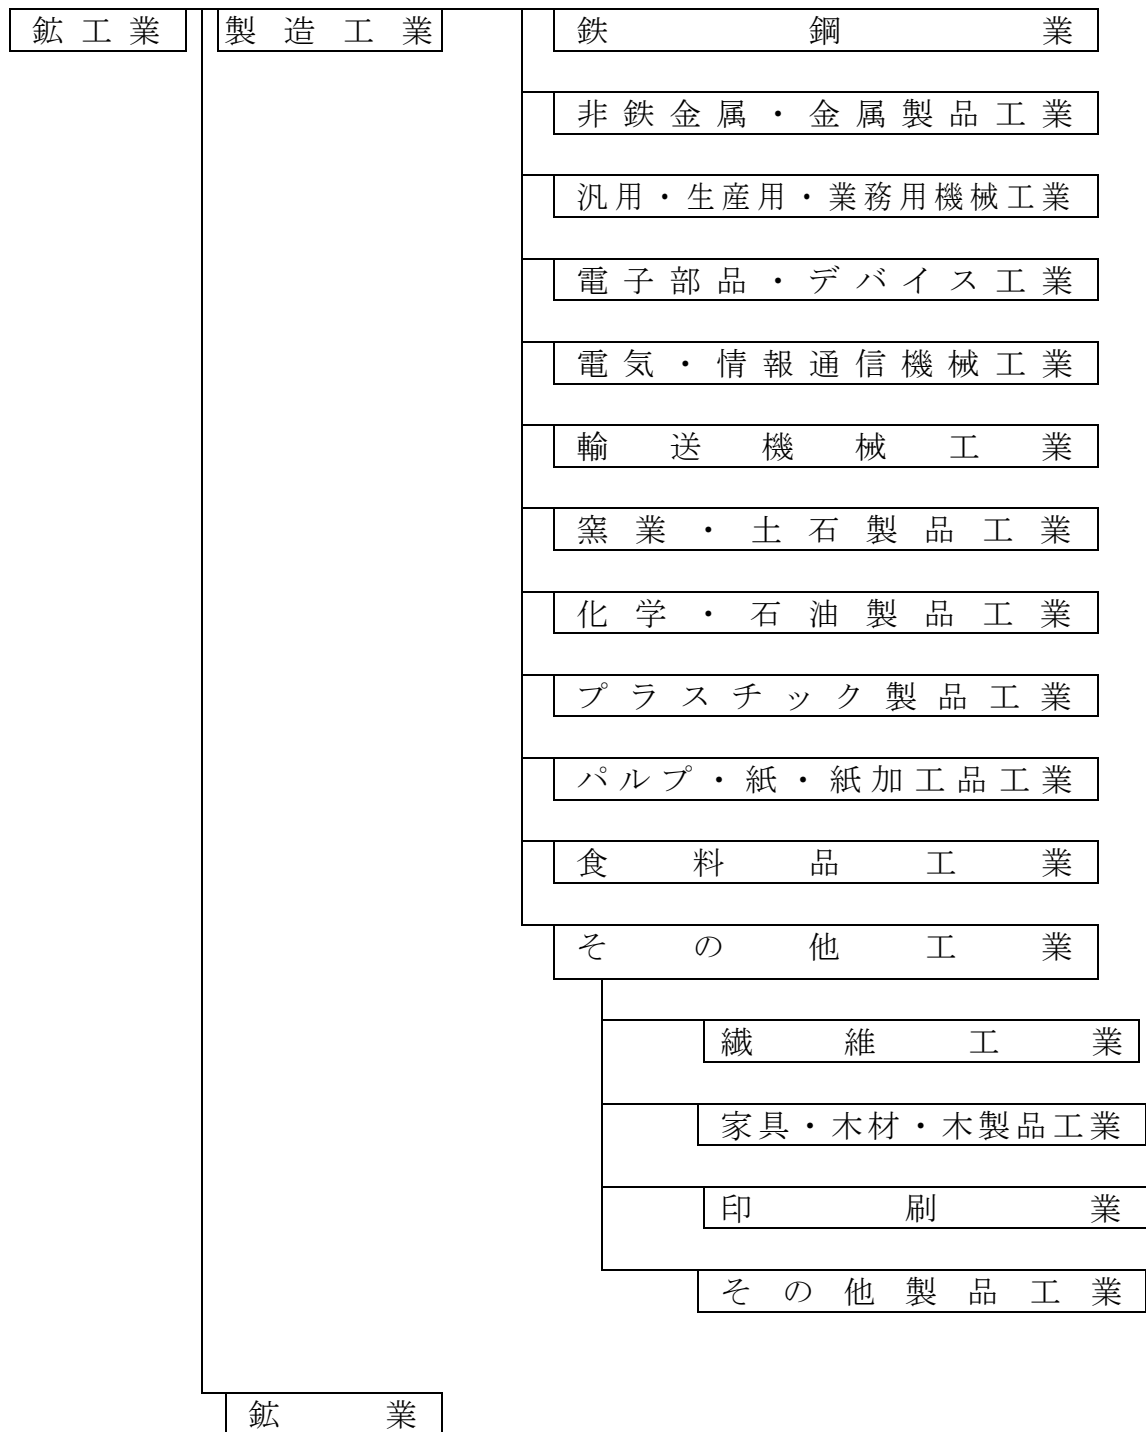 鉱工業 製造工業 鉄鋼業
非鉄金属・金属製品工業
汎用・生産用・業務用機械工業
電子部品・デバイス工業
電気・情報通信機械工業
輸送機械工業
窯業・土石製品工業
化学・石油製品工業
プラスチック製品工業
パルプ・紙・紙加工品工業
食料品工業
その他工業
繊維工業
家具・木材・木製品工業
印刷業
その他製品工業
鉱業